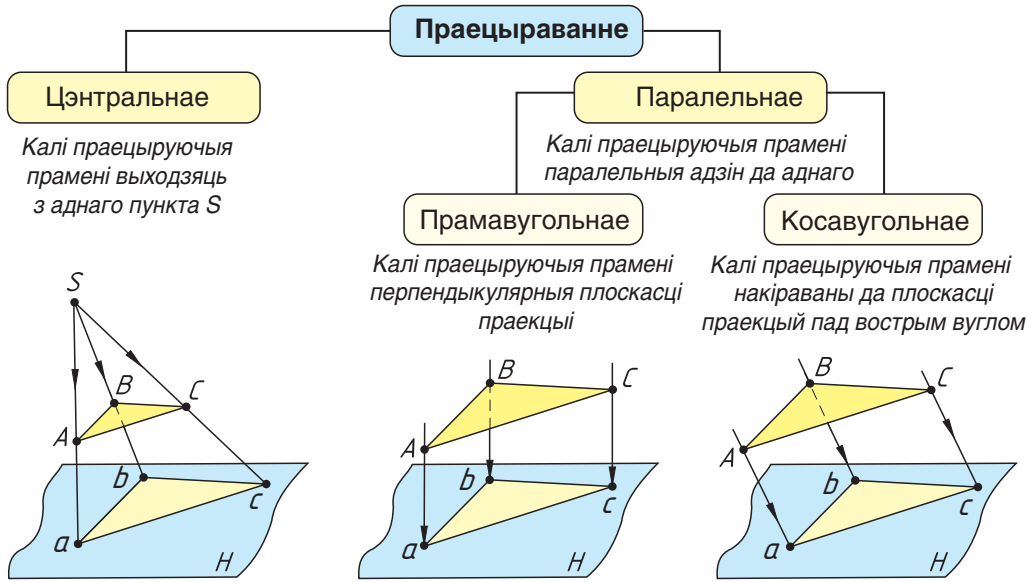 Праецыраванне
Цэнтральнае
Калі праецыруючыя
прамені выходзяць
з аднаго пункта S
Паралельнае
Калі праецыруючыя прамені
паралельныя адзін да аднаго
Прамавугольнае
Калі праецыруючыя прамені
перпендыкулярныя плоскасці
праекцыі
Косавугольнае
Калі праецыруючыя прамені
накіраваны да плоскасці
праекцый пад вострым вуглом
S
B
C
A
b
c
a
H
B
C
A
b
c
a
H
B
C
A
b
c
a
H